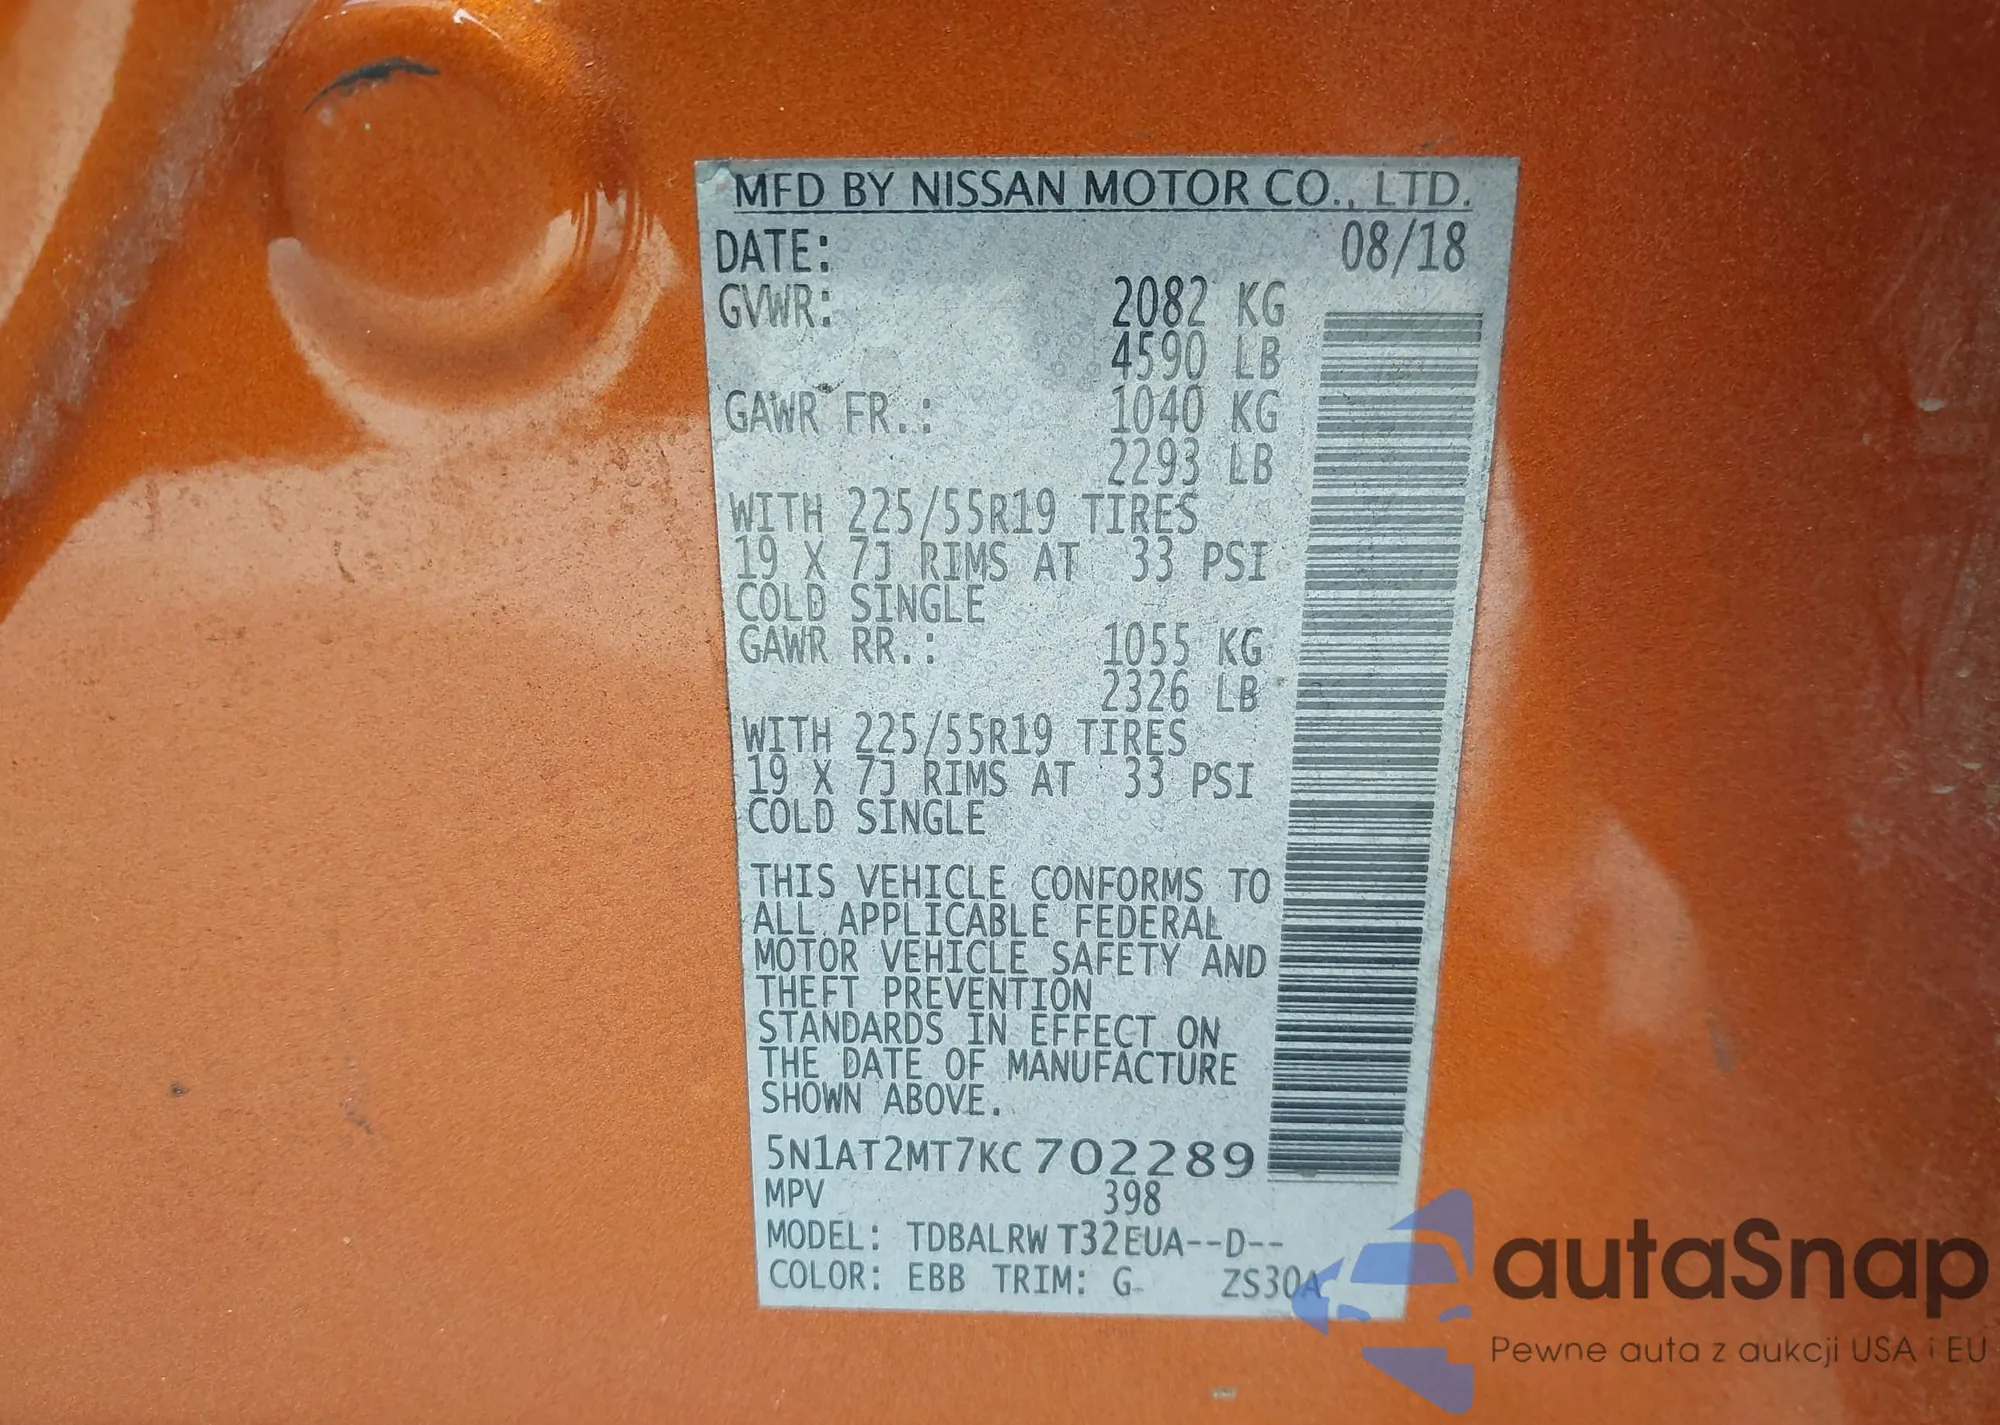 MFD BY NISSAN MOTOR CO., LTD.
DATE: 08/18
GVWR: 2082 KG
4590 LB
GAWR FR.: 1040 KG
2293 LB
WITH 225/55R19 TIRES
19 X 7J RIMS AT 33 PSI
COLD SINGLE
GAWR RR.: 1055 KG
2326 LB
WITH 225/55R19 TIRES
19 X 7J RIMS AT 33 PSI
COLD SINGLE
THIS VEHICLE CONFORMS TO
ALL APPLICABLE FEDERAL
MOTOR VEHICLE SAFETY AND
THEFT PREVENTION
STANDARDS IN EFFECT ON
THE DATE OF MANUFACTURE
SHOWN ABOVE.
5N1AT2MT7KC702289
MPV 398
MODEL: TDBALRW T32EUA--D--
COLOR: EBB TRIM: G ZS30A
autaSnap
Pewne auta z aukcji USA i EU